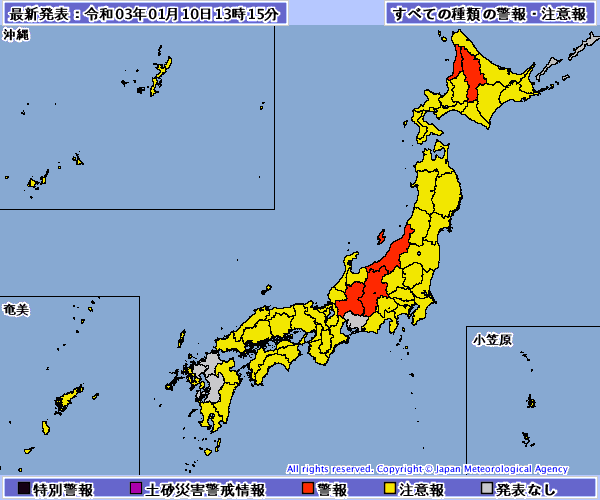 最新発表：令和03年01月10日13時15分
すべての種類の警報・注意報
沖縄
奄美
小笠原
All rights reserved. Copyright © Japan Meteorological Agency
特別警報 土砂災害警戒情報 警報 注意報 発表なし